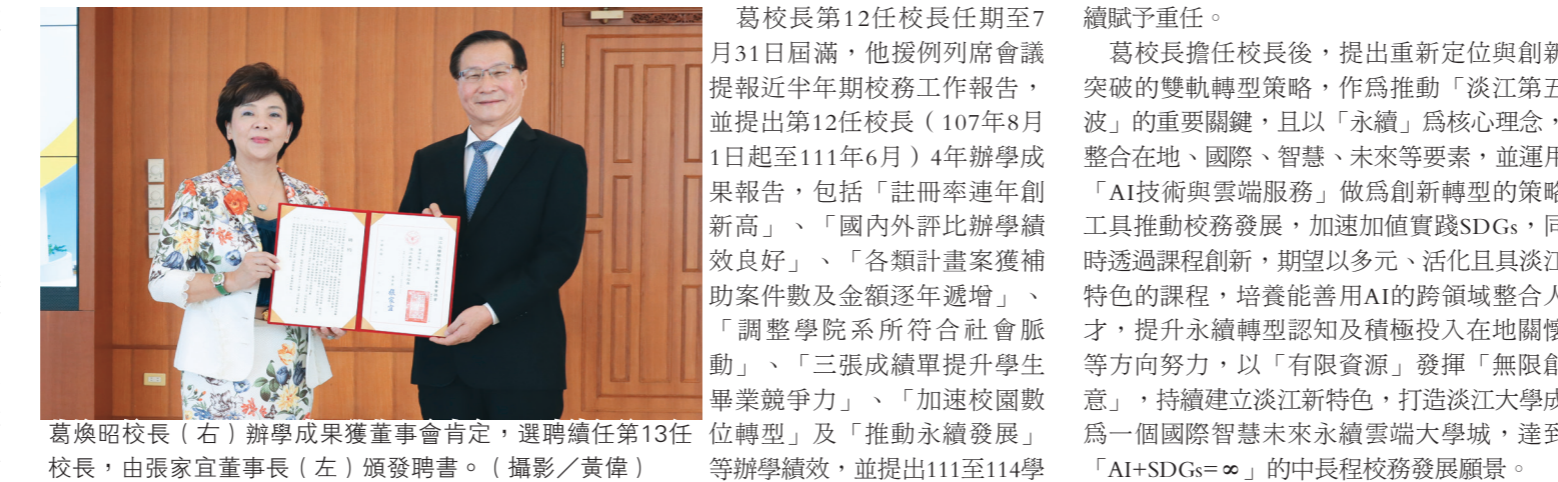 葛煥昭校長（右）辦學成果獲董事會肯定，選聘續任第13任
校長，由張家宜董事長（左）頒發聘書。（攝影／黃偉）
葛校長第12任校長任期至7
月31日屆滿，他援例列席會議
提報近半年期校務工作報告，
並提出第12任校長（107年8月
1日起至111年6月）4年辦學成
果報告，包括「註冊率連年創
新高」、「國內外評比辦學績
效良好」、「各類計畫案獲補
助案件數及金額逐年遞增」、
「調整學院系所符合社會脈
動」、「三張成績單提升學生
畢業競爭力」、「加速校園數
位轉型」及「推動永續發展」
等辦學績效，並提出111至114學
續賦予重任。
葛校長擔任校長後，提出重新定位與創新
突破的雙軌轉型策略，作為推動「淡江第五
波」的重要關鍵，且以「永續」為核心理念，
整合在地、國際、智慧、未來等要素，並運用
「AI技術與雲端服務」做為創新轉型的策略
工具推動校務發展，加速加值實踐SDGs，同
時透過課程創新，期望以多元、活化且具淡江
特色的課程，培養能善用AI的跨領域整合人
才，提升永續轉型認知及積極投入在地關懷
等方向努力，以「有限資源」發揮「無限創
意」，持續建立淡江新特色，打造淡江大學成
為一個國際智慧未來永續雲端大學城，達到
「AI+SDGs=∞」的中長程校務發展願景。